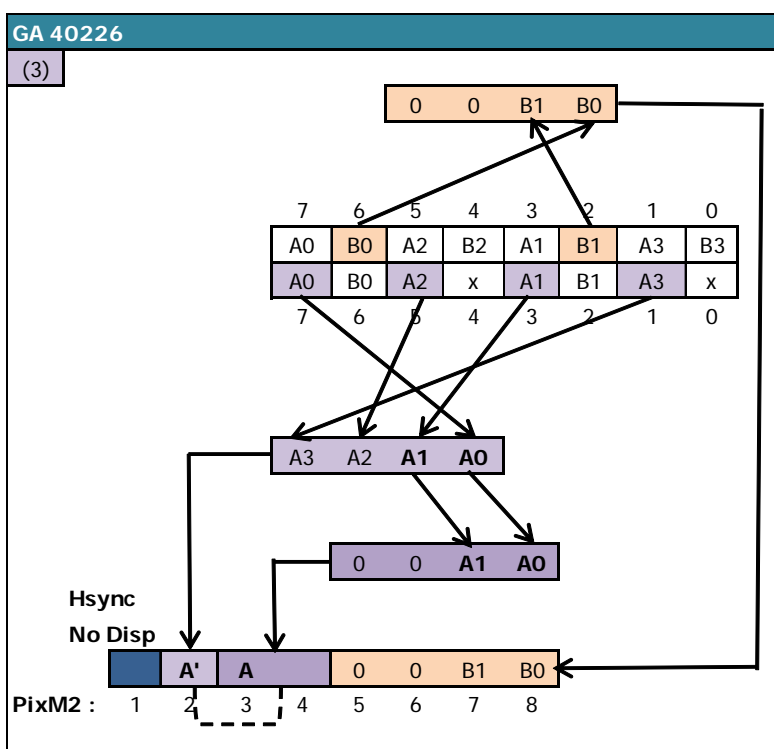 GA 40226
(3)
0 0 B1 B0
7 6 5 4 3 2 1 0
A0 B0 A2 B2 A1 B1 A3 B3
A0 B0 A2 x A1 B1 A3 x
7 6 5 4 3 2 1 0
A3 A2 A1 A0
0 0 A1 A0
Hsync
No Disp
A' A 0 0 B1 B0
PixM2 : 1 2 3 4 5 6 7 8